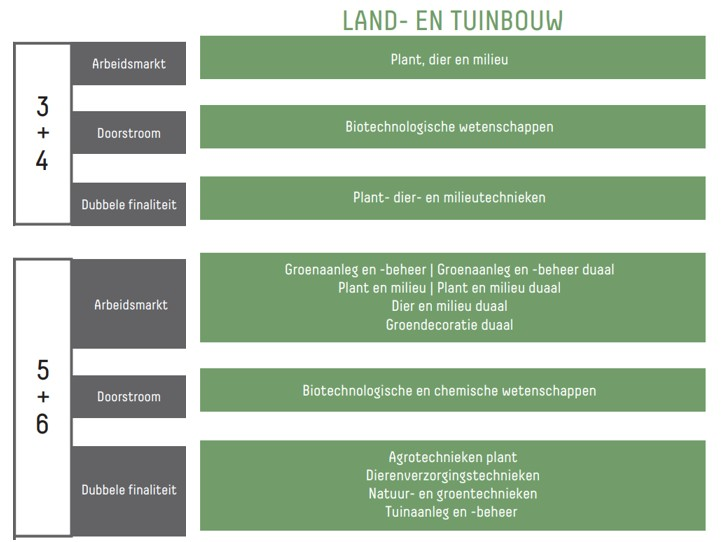 LAND- EN TUINBOUW
3
+
4
Arbeidsmarkt
Plant, dier en milieu
Doorstroom
Biotechnologische wetenschappen
Dubbele finaliteit
Plant- dier- en milieutechnieken
5
+
6
Arbeidsmarkt
Groenaanleg en -beheer | Groenaanleg en -beheer duaal
Plant en milieu | Plant en milieu duaal
Dier en milieu duaal
Groendecoratie duaal
Doorstroom
Biotechnologische en chemische wetenschappen
Dubbele finaliteit
Agrotechnieken plant
Dierenverzorgingstechnieken
Natuur- en groentechnieken
Tuinaanleg en -beheer